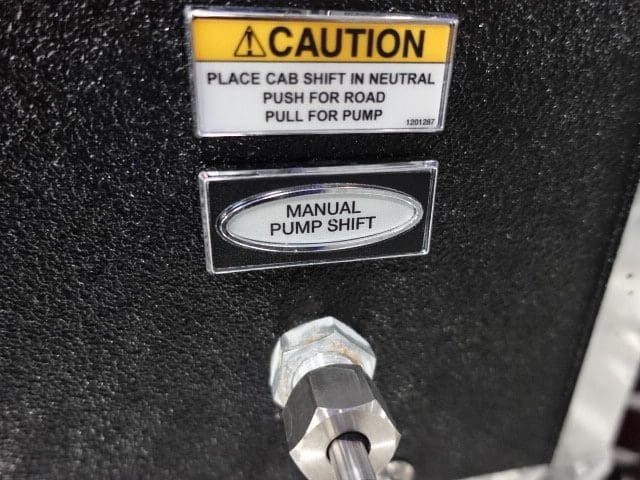 CAUTION
PLACE CAB SHIFT IN NEUTRAL
PUSH FOR ROAD
PULL FOR PUMP
1201287
MANUAL
PUMP SHIFT